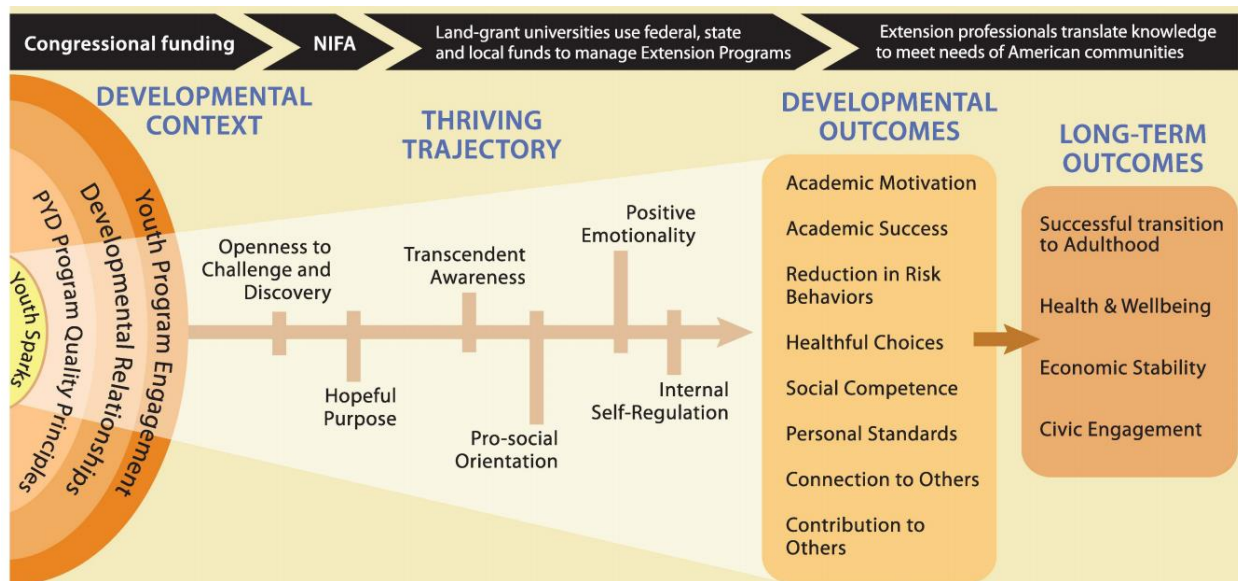 Congressional funding
NIFA
Land-grant universities use federal, state
and local funds to manage Extension Programs
Extension professionals translate knowledge
to meet needs of American communities
DEVELOPMENTAL
CONTEXT
Youth Sparks
PYD Program Quality Principles
Developmental Relationships
Youth Program Engagement
THRIVING
TRAJECTORY
Openness to
Challenge and
Discovery
Hopeful
Purpose
Transcendent
Awareness
Pro-social
Orientation
Positive
Emotionality
Internal
Self-Regulation
DEVELOPMENTAL
OUTCOMES
Academic Motivation
Academic Success
Reduction in Risk
Behaviors
Healthful Choices
Social Competence
Personal Standards
Connection to Others
Contribution to
Others
LONG-TERM
OUTCOMES
Successful transition
to Adulthood
Health & Wellbeing
Economic Stability
Civic Engagement